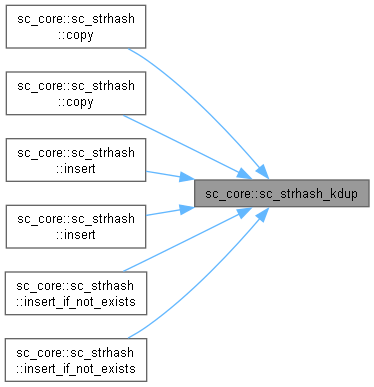 sc_core::sc_strhash
::copy
sc_core::sc_strhash
::copy
sc_core::sc_strhash
::insert
sc_core::sc_strhash_kdup
sc_core::sc_strhash
::insert
sc_core::sc_strhash
::insert_if_not_exists
sc_core::sc_strhash
::insert_if_not_exists